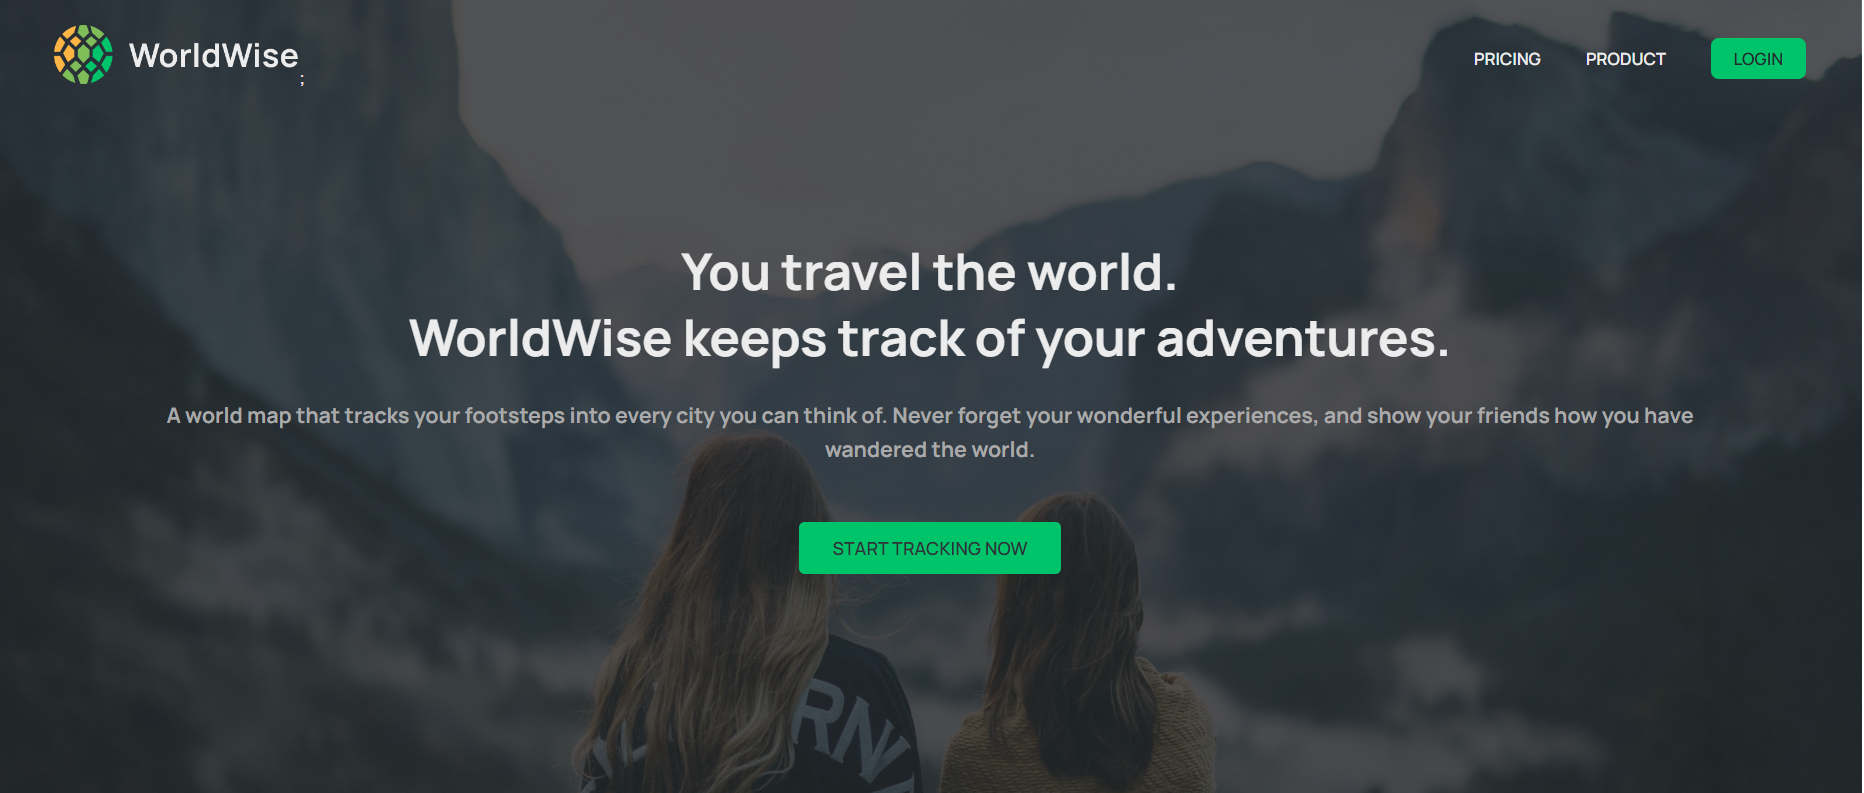 WorldWise
;
PRICING
PRODUCT
LOGIN
You travel the world.
WorldWise keeps track of your adventures.
A world map that tracks your footsteps into every city you can think of. Never forget your wonderful experiences, and show your friends how you have
wandered the world.
START TRACKING NOW